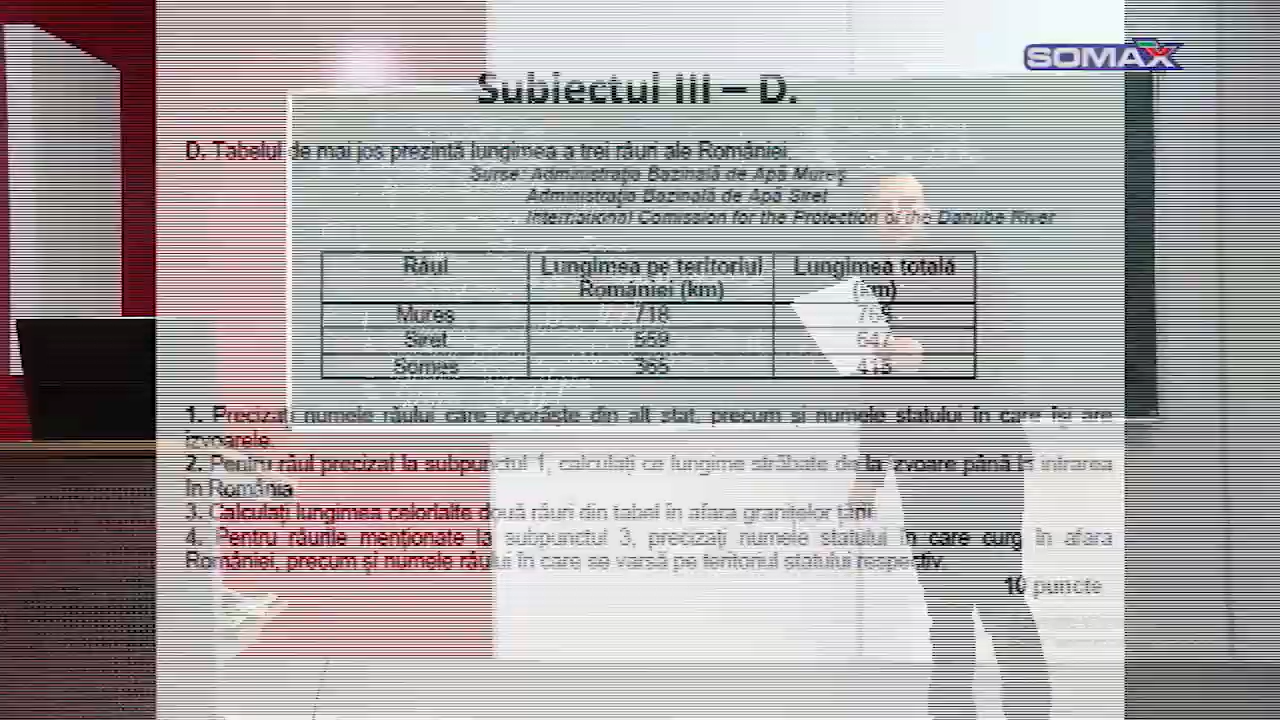 SOMAX
Subiectul III – D.
D. Tabelul de mai jos prezintă lungimea a trei râuri ale României.
Surse: Administrația Bazinală de Apă Mureș
Administrația Bazinală de Apă Siret
International Comission for the Protection of the Danube River
Râul Lungimea pe teritoriul României (km) Lungimea totală (km)
Mureș 718
Siret 559 647
Someș 415
1. Precizați numele râului care izvorăște din alt stat, precum și numele statului în care își are
izvoarele.
2. Pentru râul precizat la subpunctul 1, calculați ce lungime străbate de la izvoare până la intrarea
în România
3. Calculați lungimea celorlalte două râuri din tabel în afara granițelor țării.
4. Pentru râurile menționate la subpunctul 3, precizați numele statului în care curg în afara
României, precum și numele râului în care se varsă pe teritoriul statului respectiv.
10 puncte